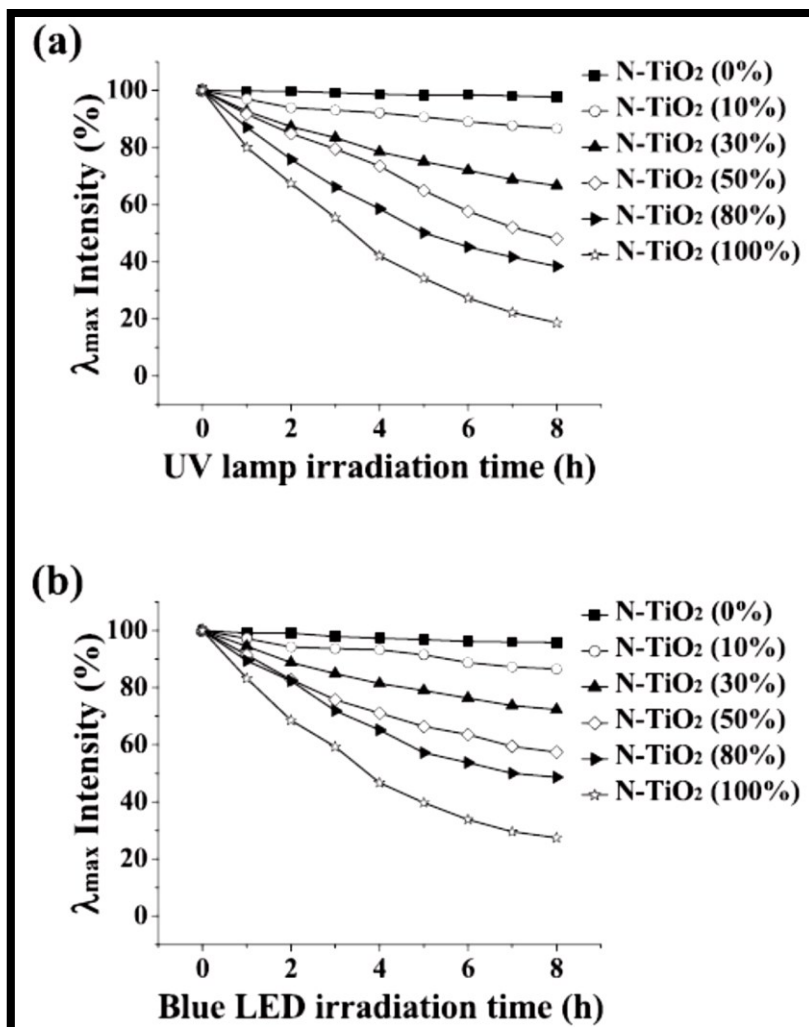 (a)
N-TiO2 (0%)
N-TiO2 (10%)
N-TiO2 (30%)
N-TiO2 (50%)
N-TiO2 (80%)
N-TiO2 (100%)
λmax Intensity (%)
100
80
60
40
20
0
0 2 4 6 8
UV lamp irradiation time (h)
(b)
N-TiO2 (0%)
N-TiO2 (10%)
N-TiO2 (30%)
N-TiO2 (50%)
N-TiO2 (80%)
N-TiO2 (100%)
λmax Intensity (%)
100
80
60
40
20
0
0 2 4 6 8
Blue LED irradiation time (h)